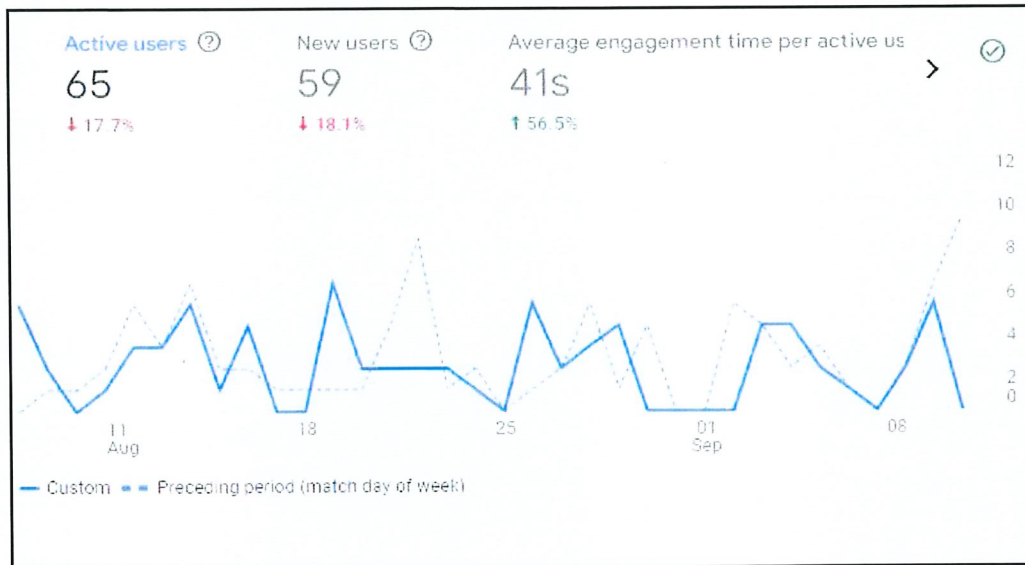 Active users ?
65
↓ 17.7%
New users ?
59
↓ 18.1%
Average engagement time per active us
41s
↑ 56.5%
12
10
8
6
4
2
0
11
Aug
18
25
01
Sep
08
Custom
Preceding period (match day of week)